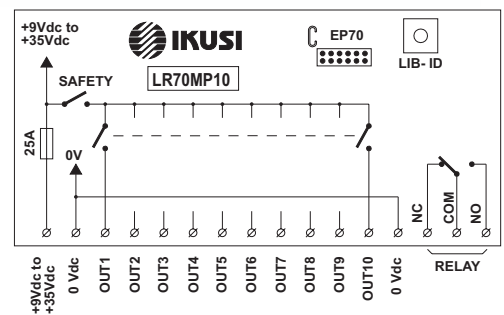 +9Vdc to
+35Vdc
IKUSI
EP70
LIB- ID
SAFETY
LR70MP10
25A
0V
NC
COM
NO
+9Vdc to
+35Vdc
0 Vdc
OUT1
OUT2
OUT3
OUT4
OUT5
OUT6
OUT7
OUT8
OUT9
OUT10
0 Vdc
RELAY